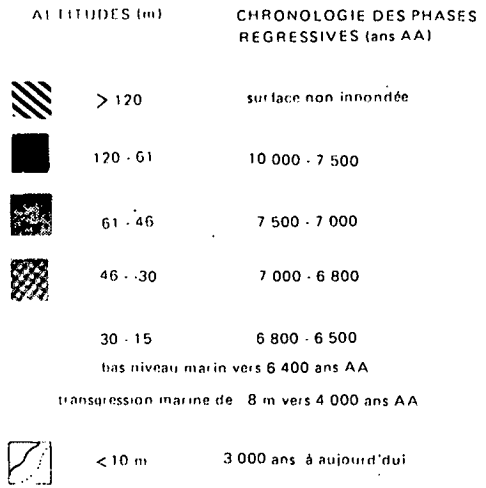 ALTITUDES (m) CHRONOLOGIE DES PHASES
REGRESSIVES (ans AA)
> 120 surface non innondée
120 - 61 10 000 - 7 500
61 - 46 7 500 - 7 000
46 - 30 7 000 - 6 800
30 - 15 6 800 - 6 500
bas niveau marin vers 6 400 ans AA
transgression marine de 8 m vers 4 000 ans AA
< 10 m 3 000 ans à aujourd'dui